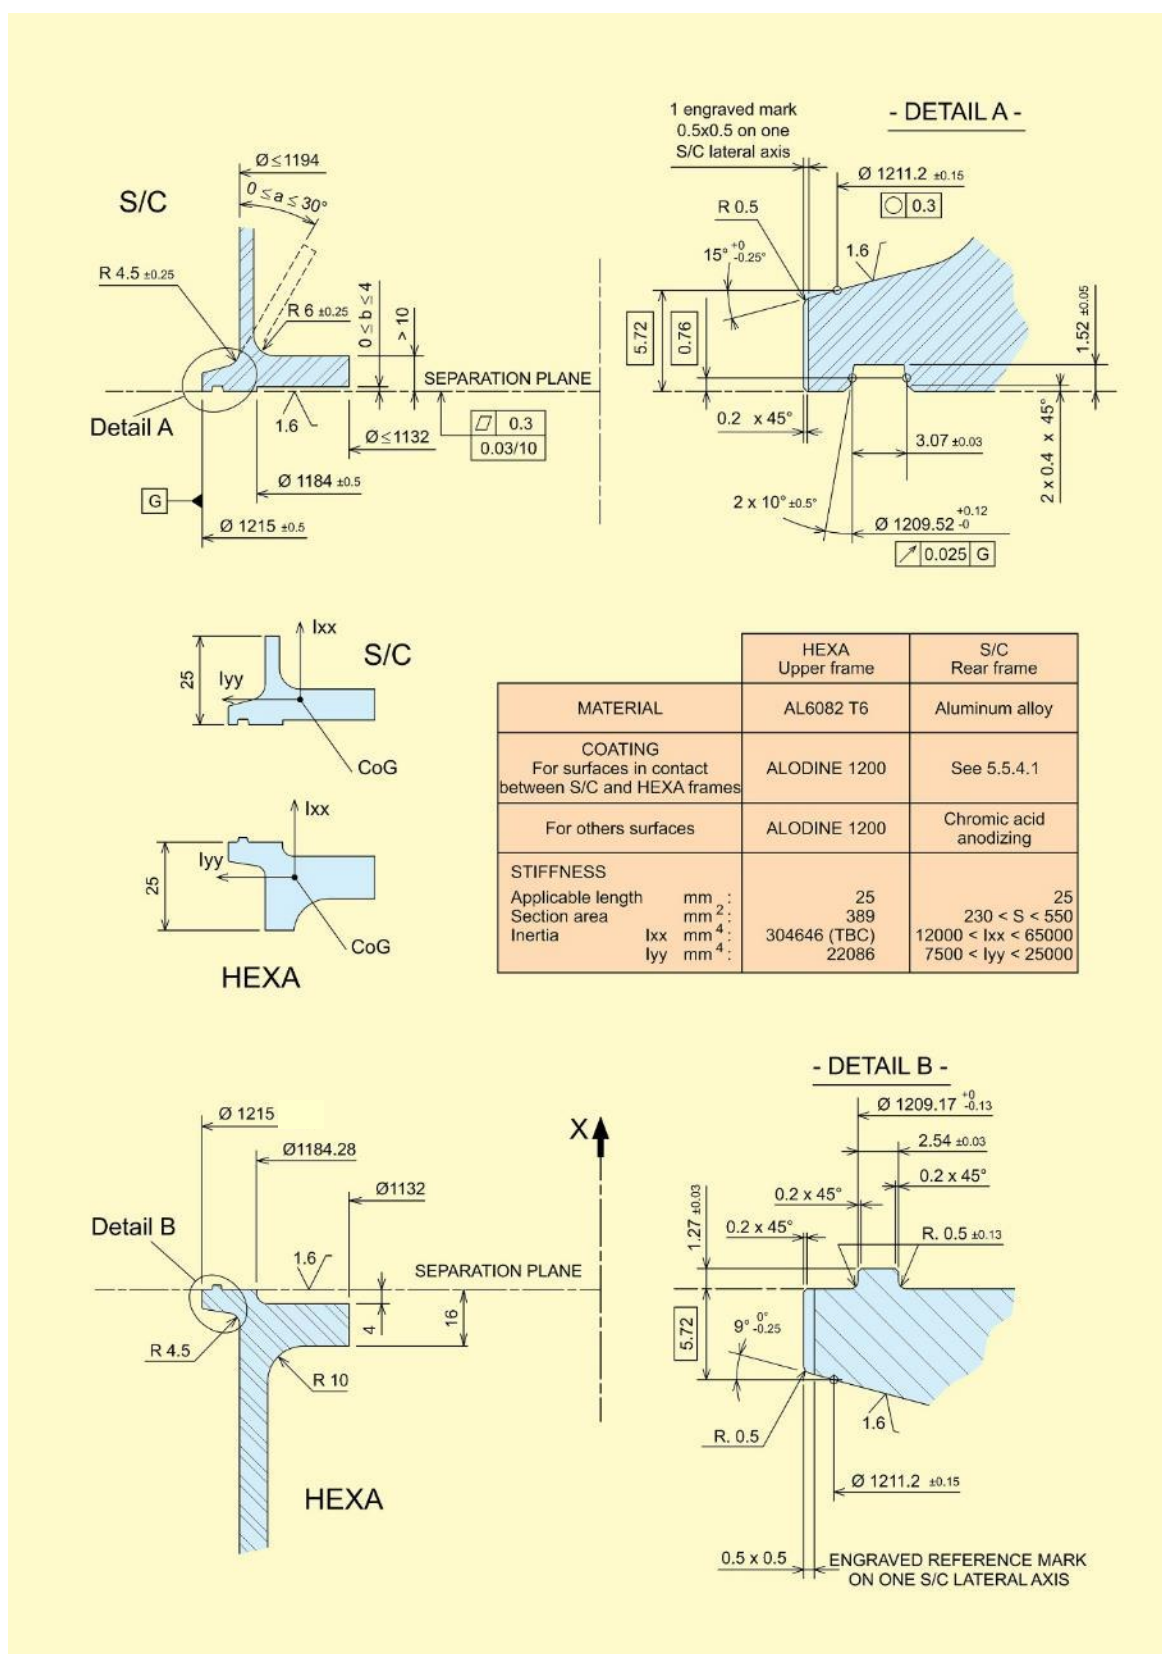 1 engraved mark
0.5x0.5 on one
S/C lateral axis
- DETAIL A -
Ø≤1194
0 ≤a ≤ 30°
S/C
Ø 1211.2 ±0.15
0.3
R 0.5
15° +0 -0.25°
1.6
R 4.5 ±0.25
R 6 ±0.25
0 ≤ b ≤ 4
> 10
5.72
0.76
1.52 ±0.05
SEPARATION PLANE
Detail A
1.6
0.3
0.03/10
Ø≤1132
0.2 x 45°
3.07 ±0.03
2 x 0.4 x 45°
G
Ø 1184 ±0.5
Ø 1215 ±0.5
2 x 10° ±0.5°
Ø 1209.52 +0.12 -0
0.025 G
Ixx
S/C
25
Iyy
CoG
Ixx
25
Iyy
CoG
HEXA
HEXA
Upper frame
S/C
Rear frame
MATERIAL
AL6082 T6
Aluminum alloy
COATING
For surfaces in contact
between S/C and HEXA frames
ALODINE 1200
See 5.5.4.1
For others surfaces
ALODINE 1200
Chromic acid
anodizing
STIFFNESS
Applicable length mm : 25 25
Section area mm² : 389 230 < S < 550
Inertia Ixx mm⁴ : 304646 (TBC) 12000 < Ixx < 65000
Iyy mm⁴ : 22086 7500 < Iyy < 25000
- DETAIL B -
Ø 1215
X
Ø 1209.17 +0 -0.13
Ø1184.28
2.54 ±0.03
Ø1132
0.2 x 45°
0.2 x 45°
Detail B
1.27 ±0.03
0.2 x 45°
R. 0.5 ±0.13
1.6
SEPARATION PLANE
4
16
5.72
9° 0° -0.25
R 4.5
R 10
1.6
R. 0.5
HEXA
Ø 1211.2 ±0.15
0.5 x 0.5
ENGRAVED REFERENCE MARK
ON ONE S/C LATERAL AXIS